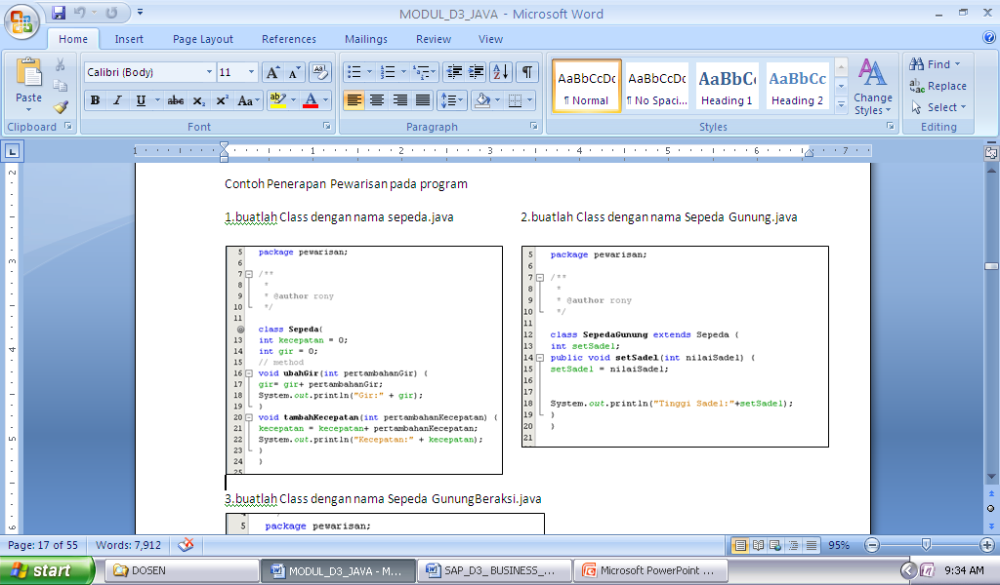 MODUL_D3_JAVA - Microsoft Word
Home Insert Page Layout References Mailings Review View
Paste
Clipboard
Calibri (Body) 11
Font
Paragraph
AaBbCcDc AaBbCcDc AaBbC AaBbCc
¶ Normal ¶ No Spaci... Heading 1 Heading 2
Change Styles
Styles
Find
Replace
Select
Editing
Contoh Penerapan Pewarisan pada program
1.buatlah Class dengan nama sepeda.java
5 package pewarisan;
6
7 /**
8 *
9 * @author rony
10 */
11
class Sepeda{
13 int kecepatan = 0;
14 int gir = 0;
15 // method
16 void ubahGir(int pertambahanGir) {
17 gir= gir+ pertambahanGir;
18 System.out.println("Gir:" + gir);
19 }
20 void tambahKecepatan(int pertambahanKecepatan) {
21 kecepatan = kecepatan+ pertambahanKecepatan;
22 System.out.println("Kecepatan:" + kecepatan);
23 }
24 }
25
2.buatlah Class dengan nama Sepeda Gunung.java
5 package pewarisan;
6
7 /**
8 *
9 * @author rony
10 */
11
12 class SepedaGunung extends Sepeda {
13 int setSadel;
14 public void setSadel(int nilaiSadel) {
15 setSadel = nilaiSadel;
16
17
18 System.out.println("Tinggi Sadel:"+setSadel);
19 }
20 }
21
3.buatlah Class dengan nama Sepeda GunungBeraksi.java
5 package pewarisan;
Page: 17 of 55 Words: 7,912 95%
start DOSEN MODUL_D3_JAVA - M... SAP_D3_ BUSINESS_... Microsoft PowerPoint ... 9:34 AM